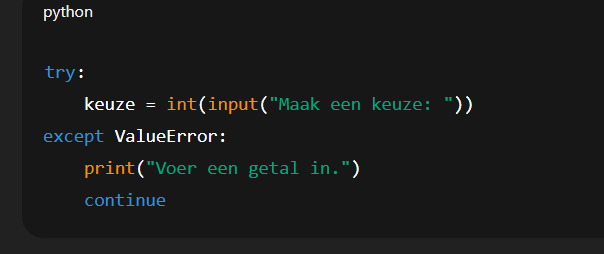 python
try:
    keuze = int(input("Maak een keuze: "))
except ValueError:
    print("Voer een getal in.")
    continue